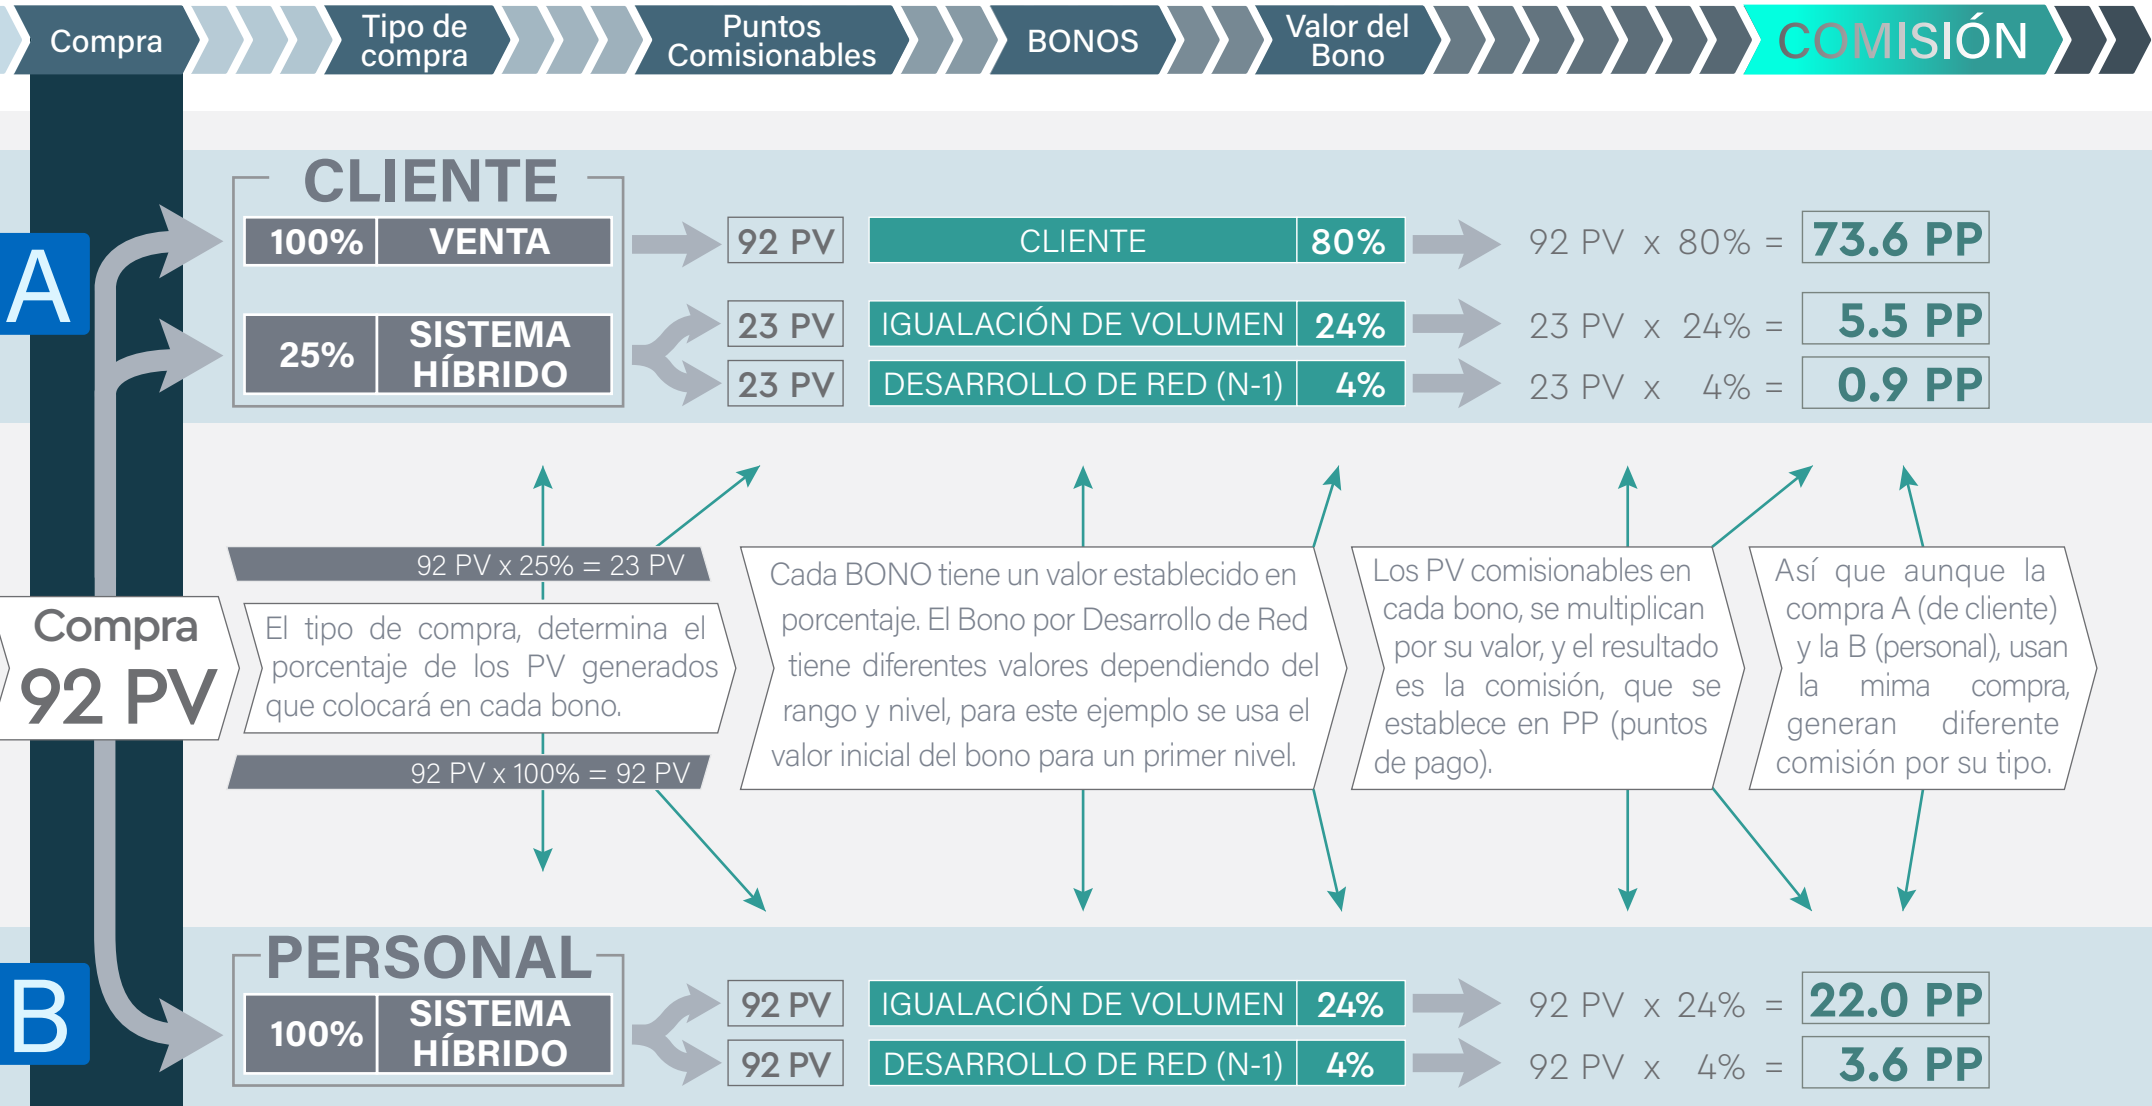 Compra
Tipo de
compra
Puntos
Comisionables
BONOS
Valor del
Bono
COMISIÓN
A
CLIENTE
100% VENTA
92 PV
CLIENTE 80%
92 PV x 80% = 73.6 PP
25%
SISTEMA
HÍBRIDO
23 PV
IGUALACIÓN DE VOLUMEN 24%
23 PV x 24% = 5.5 PP
23 PV
DESARROLLO DE RED (N-1) 4%
23 PV x 4% = 0.9 PP
Compra
92 PV
92 PV x 25% = 23 PV
El tipo de compra, determina el
porcentaje de los PV generados
que colocará en cada bono.
92 PV x 100% = 92 PV
Cada BONO tiene un valor establecido en
porcentaje. El Bono por Desarrollo de Red
tiene diferentes valores dependiendo del
rango y nivel, para este ejemplo se usa el
valor inicial del bono para un primer nivel.
Los PV comisionables en
cada bono, se multiplican
por su valor, y el resultado
es la comisión, que se
establece en PP (puntos
de pago).
Así que aunque la
compra A (de cliente)
y la B (personal), usan
la mima compra,
generan diferente
comisión por su tipo.
B
PERSONAL
100%
SISTEMA
HÍBRIDO
92 PV
IGUALACIÓN DE VOLUMEN 24%
92 PV x 24% = 22.0 PP
92 PV
DESARROLLO DE RED (N-1) 4%
92 PV x 4% = 3.6 PP